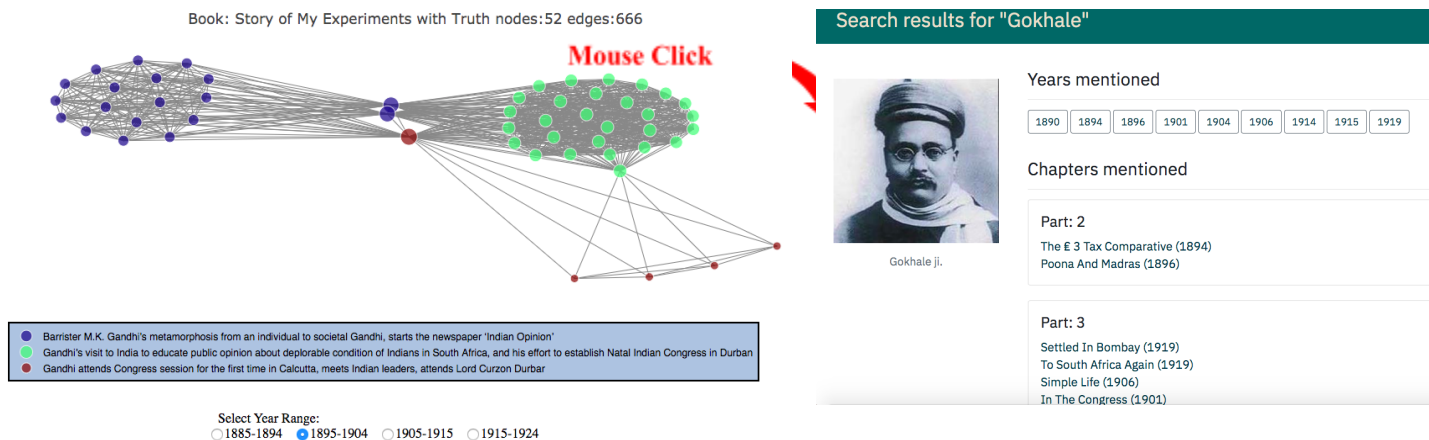 Book: Story of My Experiments with Truth nodes:52 edges:666
Mouse Click
Barrister M.K. Gandhi's metamorphosis from an individual to societal Gandhi, starts the newspaper 'Indian Opinion'
Gandhi's visit to India to educate public opinion about deplorable condition of Indians in South Africa, and his effort to establish Natal Indian Congress in Durban
Gandhi attends Congress session for the first time in Calcutta, meets Indian leaders, attends Lord Curzon Durbar
Select Year Range:
1885-1894 1895-1904 1905-1915 1915-1924
Search results for "Gokhale"
Gokhale ji.
Years mentioned
1890 1894 1896 1901 1904 1906 1914 1915 1919
Chapters mentioned
Part: 2
The ₤ 3 Tax Comparative (1894)
Poona And Madras (1896)
Part: 3
Settled In Bombay (1919)
To South Africa Again (1919)
Simple Life (1906)
In The Congress (1901)